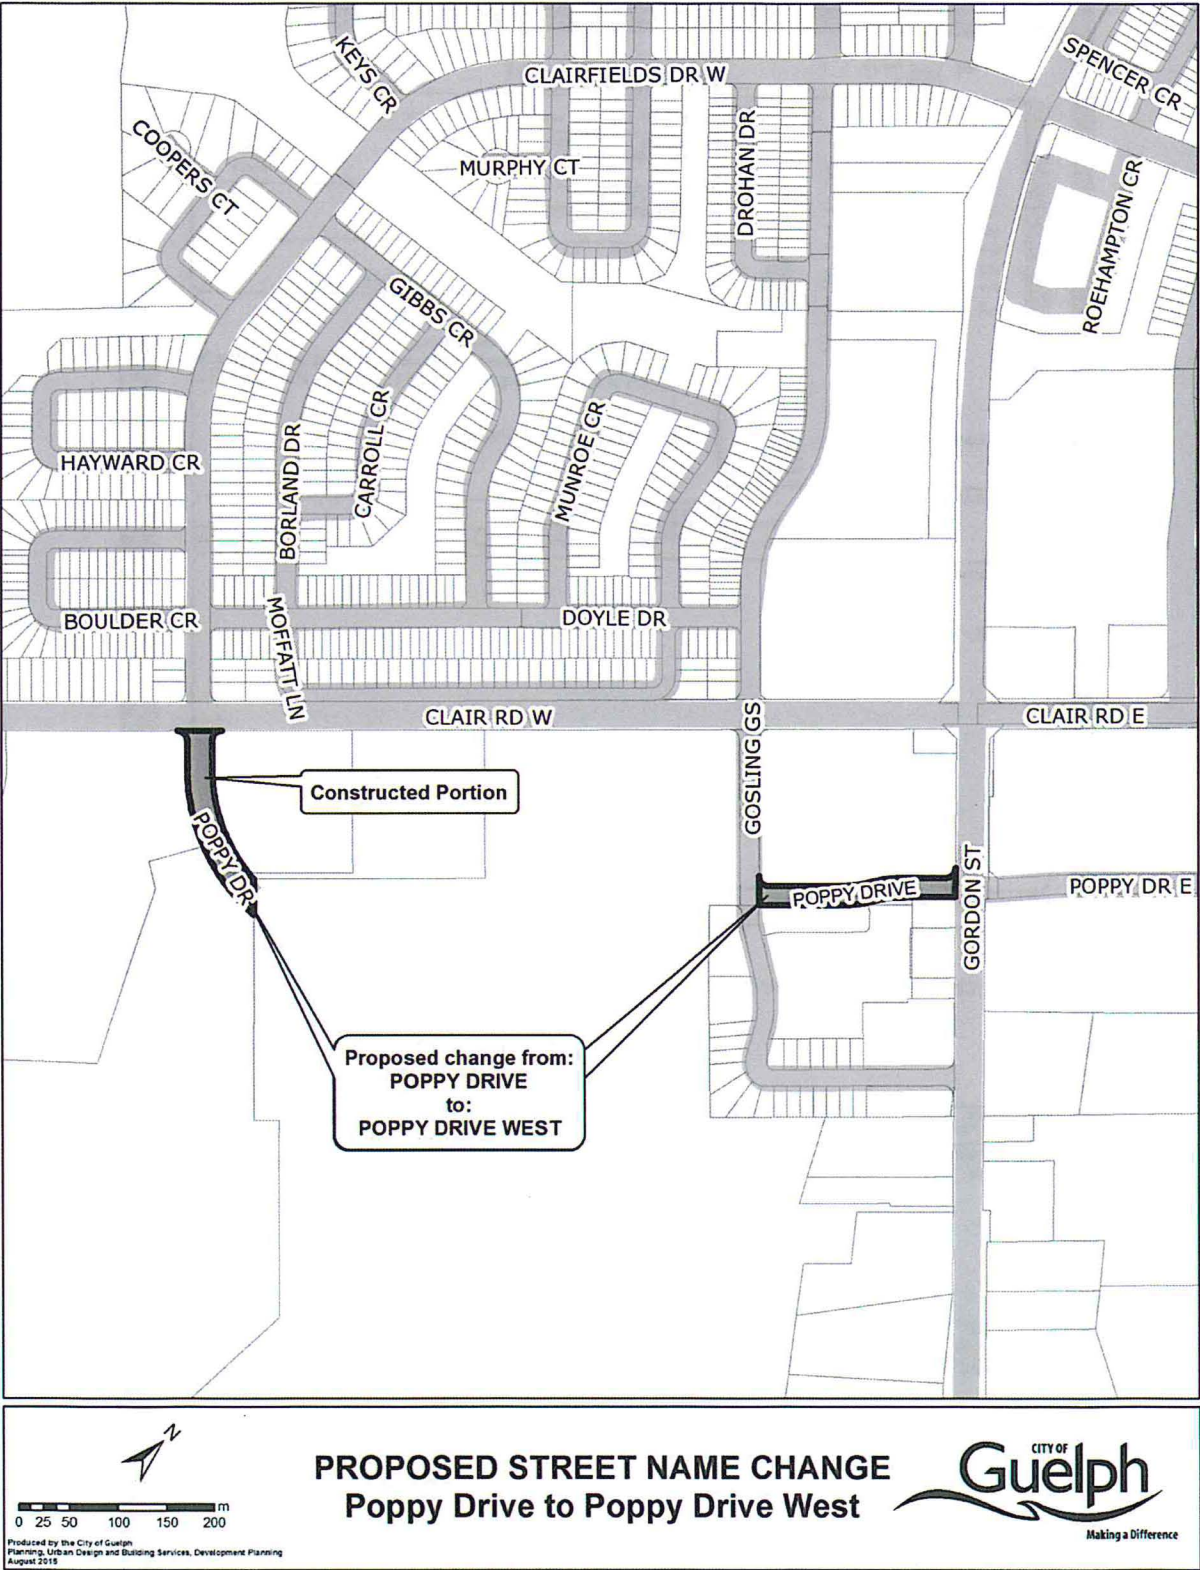 KEYS CR
CLAIRFIELDS DR W
SPENCER CR
COOPERS CT
MURPHY CT
DROHAN DR
ROEHAMPTON CR
GIBBS CR
HAYWARD CR
BORLAND DR
CARROLL CR
MUNROE CR
BOULDER CR
MOFFATT LN
DOYLE DR
CLAIR RD W
GOSLING GS
CLAIR RD E
Constructed Portion
POPPY DR
POPPY DRIVE
GORDON ST
POPPY DR E
Proposed change from:
POPPY DRIVE
to:
POPPY DRIVE WEST
N
m
0 25 50 100 150 200
Produced by the City of Guelph
Planning, Urban Design and Building Services, Development Planning
August 2015
PROPOSED STREET NAME CHANGE
Poppy Drive to Poppy Drive West
CITY OF
Guelph
Making a Difference